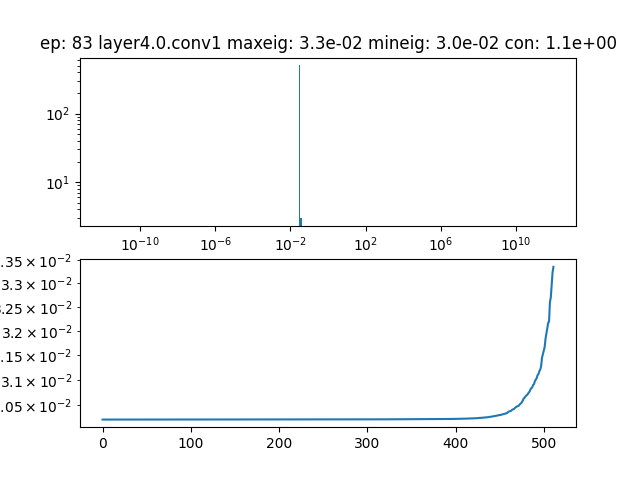 ep: 83 layer4.0.conv1 maxeig: 3.3e-02 mineig: 3.0e-02 con: 1.1e+00
10²
10¹
10⁻¹⁰ 10⁻⁶ 10⁻² 10² 10⁶ 10¹⁰
.35 × 10⁻²
3.3 × 10⁻²
.25 × 10⁻²
3.2 × 10⁻²
.15 × 10⁻²
3.1 × 10⁻²
.05 × 10⁻²
0 100 200 300 400 500